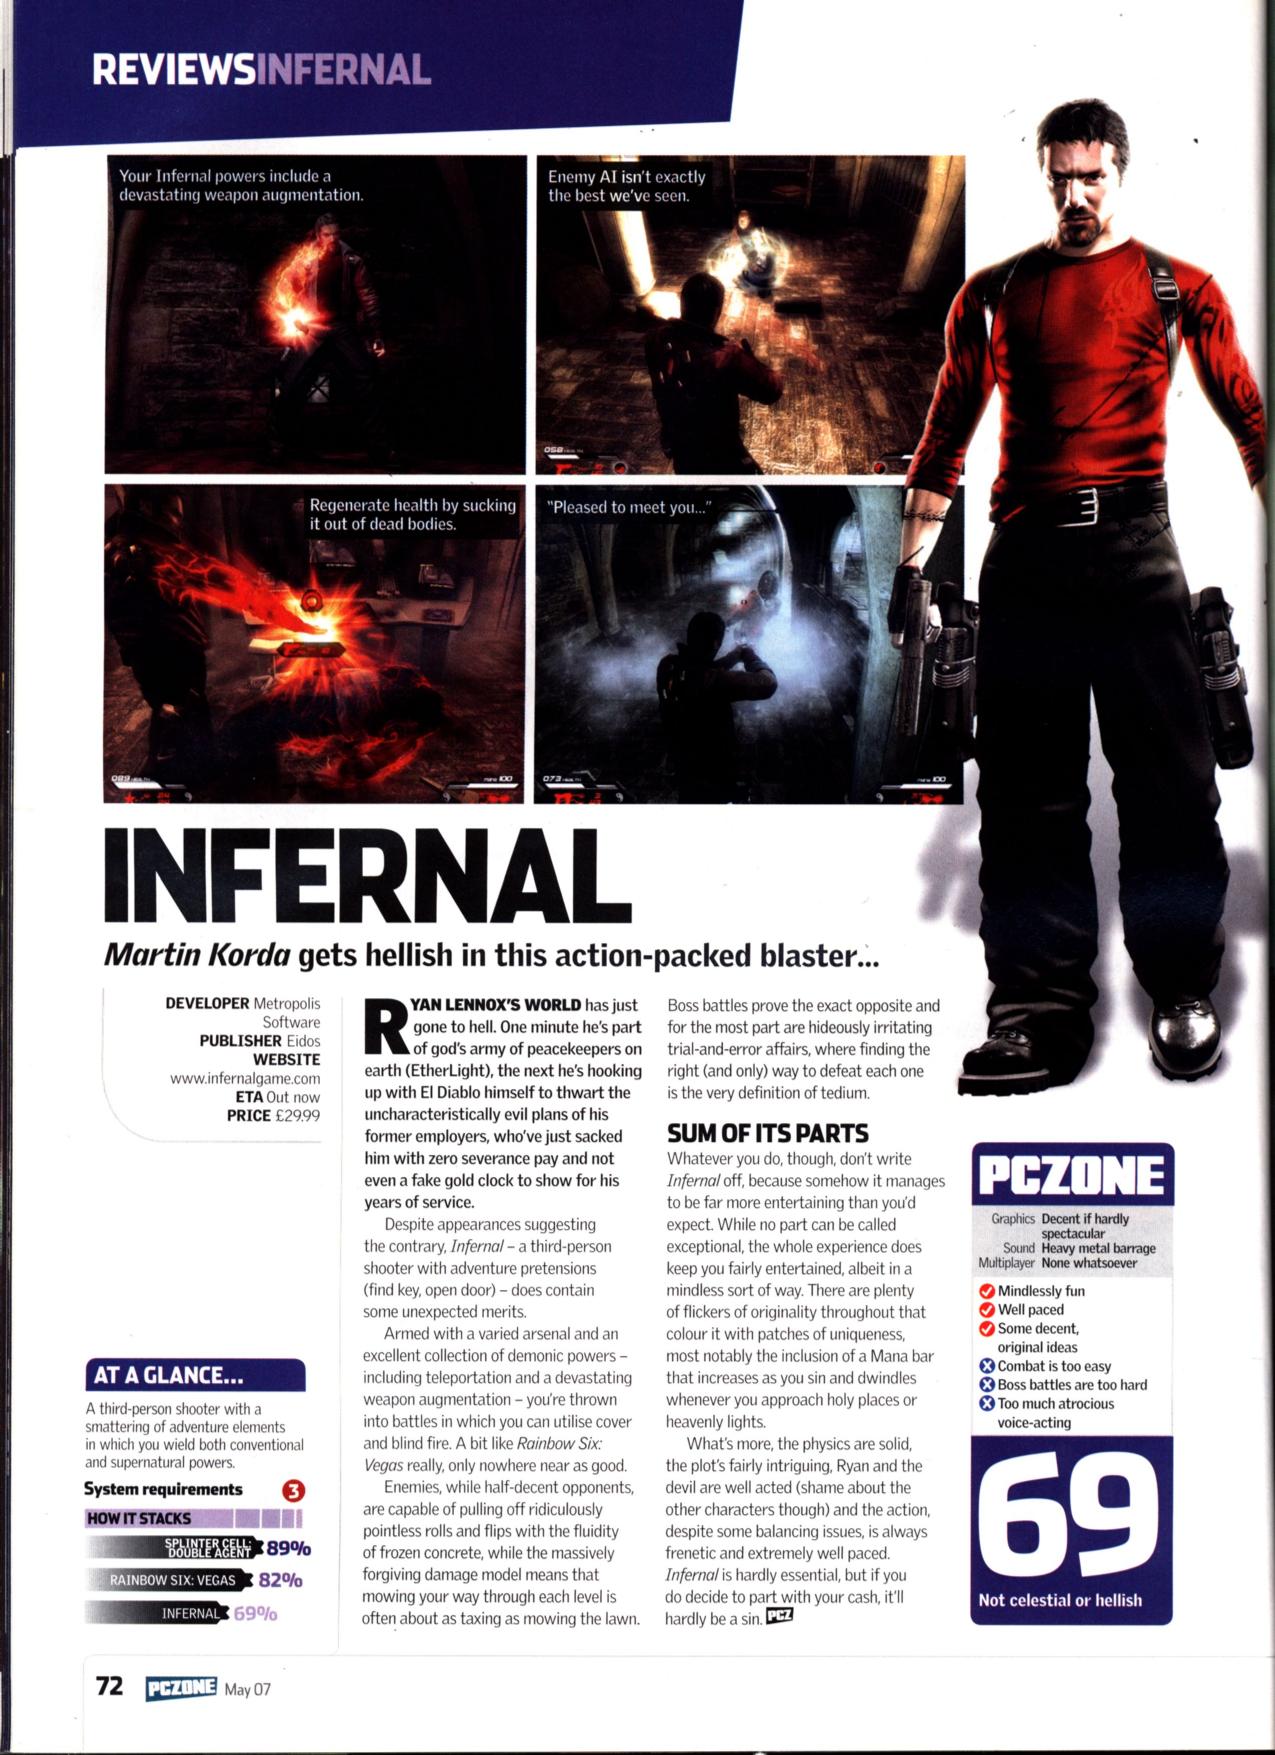 REVIEWSINFERNAL
Your Infernal powers include a
devastating weapon augmentation.
Enemy AI isn't exactly
the best we've seen.
058 HEALTH
Regenerate health by sucking
it out of dead bodies.
089 HEALTH
MANA 100
"Pleased to meet you..."
073 HEALTH
MANA 100
INFERNAL
Martin Korda gets hellish in this action-packed blaster...
DEVELOPER Metropolis
Software
PUBLISHER Eidos
WEBSITE
www.infernalgame.com
ETA Out now
PRICE £29.99
RYAN LENNOX'S WORLD has just
gone to hell. One minute he's part
of god's army of peacekeepers on
earth (EtherLight), the next he's hooking
up with El Diablo himself to thwart the
uncharacteristically evil plans of his
former employers, who've just sacked
him with zero severance pay and not
even a fake gold clock to show for his
years of service.
Despite appearances suggesting
the contrary, Infernal – a third-person
shooter with adventure pretensions
(find key, open door) – does contain
some unexpected merits.
Armed with a varied arsenal and an
excellent collection of demonic powers –
including teleportation and a devastating
weapon augmentation – you're thrown
into battles in which you can utilise cover
and blind fire. A bit like Rainbow Six:
Vegas really, only nowhere near as good.
Enemies, while half-decent opponents,
are capable of pulling off ridiculously
pointless rolls and flips with the fluidity
of frozen concrete, while the massively
forgiving damage model means that
mowing your way through each level is
often about as taxing as mowing the lawn.
Boss battles prove the exact opposite and
for the most part are hideously irritating
trial-and-error affairs, where finding the
right (and only) way to defeat each one
is the very definition of tedium.
SUM OF ITS PARTS
Whatever you do, though, don't write
Infernal off, because somehow it manages
to be far more entertaining than you'd
expect. While no part can be called
exceptional, the whole experience does
keep you fairly entertained, albeit in a
mindless sort of way. There are plenty
of flickers of originality throughout that
colour it with patches of uniqueness,
most notably the inclusion of a Mana bar
that increases as you sin and dwindles
whenever you approach holy places or
heavenly lights.
What's more, the physics are solid,
the plot's fairly intriguing, Ryan and the
devil are well acted (shame about the
other characters though) and the action,
despite some balancing issues, is always
frenetic and extremely well paced.
Infernal is hardly essential, but if you
do decide to part with your cash, it'll
hardly be a sin. PCZ
AT A GLANCE...
A third-person shooter with a
smattering of adventure elements
in which you wield both conventional
and supernatural powers.
System requirements 3
HOW IT STACKS
SPLINTER CELL:
DOUBLE AGENT 89%
RAINBOW SIX: VEGAS 82%
INFERNAL 69%
PCZONE
Graphics Decent if hardly
spectacular
Sound Heavy metal barrage
Multiplayer None whatsoever
Mindlessly fun
Well paced
Some decent,
original ideas
Combat is too easy
Boss battles are too hard
Too much atrocious
voice-acting
69
Not celestial or hellish
72 PCZONE May 07